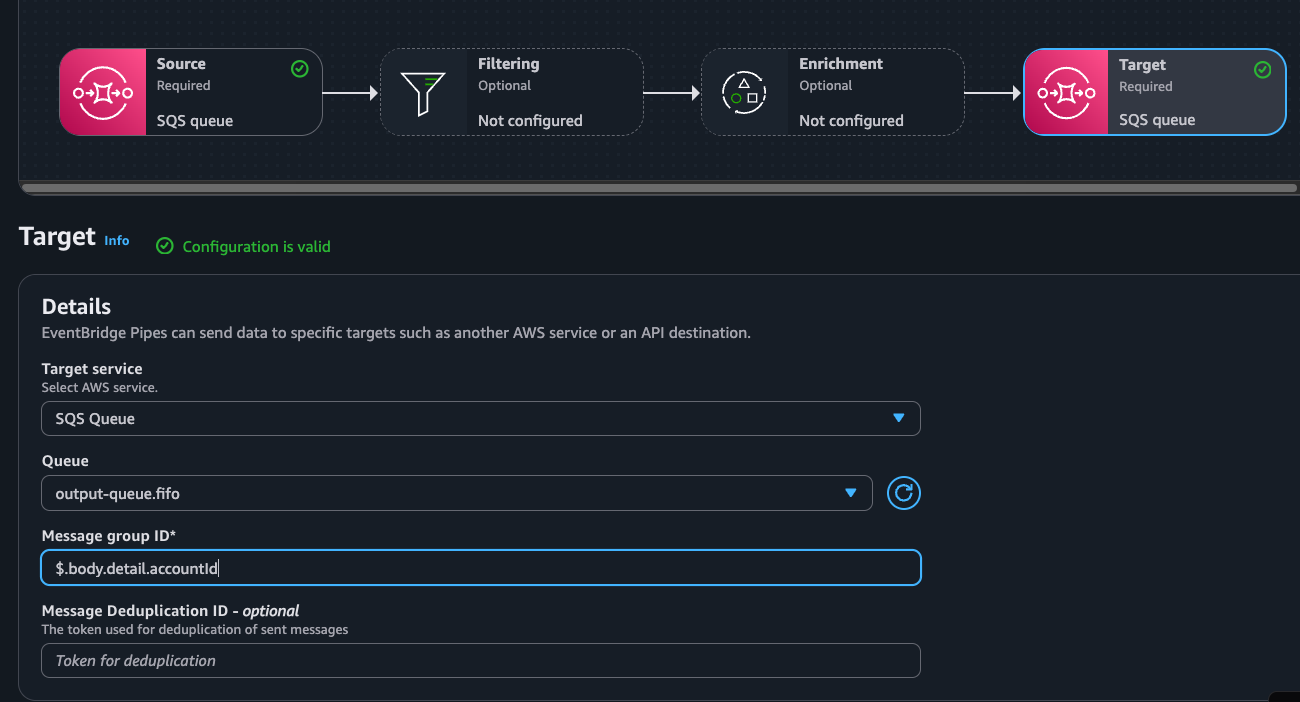 Source
Required
SQS queue
Filtering
Optional
Not configured
Enrichment
Optional
Not configured
Target
Required
SQS queue
Target Info
Configuration is valid
Details
EventBridge Pipes can send data to specific targets such as another AWS service or an API destination.
Target service
Select AWS service.
SQS Queue
Queue
output-queue.fifo
Message group ID*
$.body.detail.accountId
Message Deduplication ID - optional
The token used for deduplication of sent messages
Token for deduplication